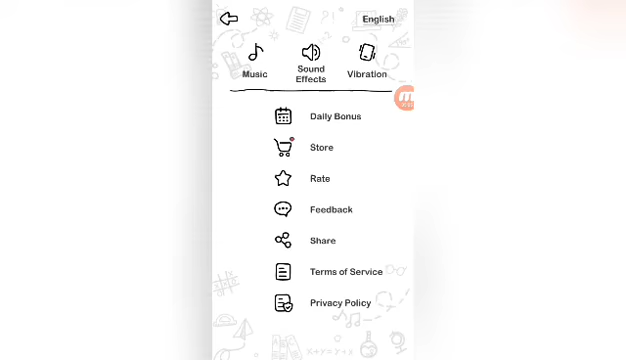 English
Music
Sound
Effects
Vibration
Daily Bonus
Store
Rate
Feedback
Share
Terms of Service
Privacy Policy
x+y=y+x